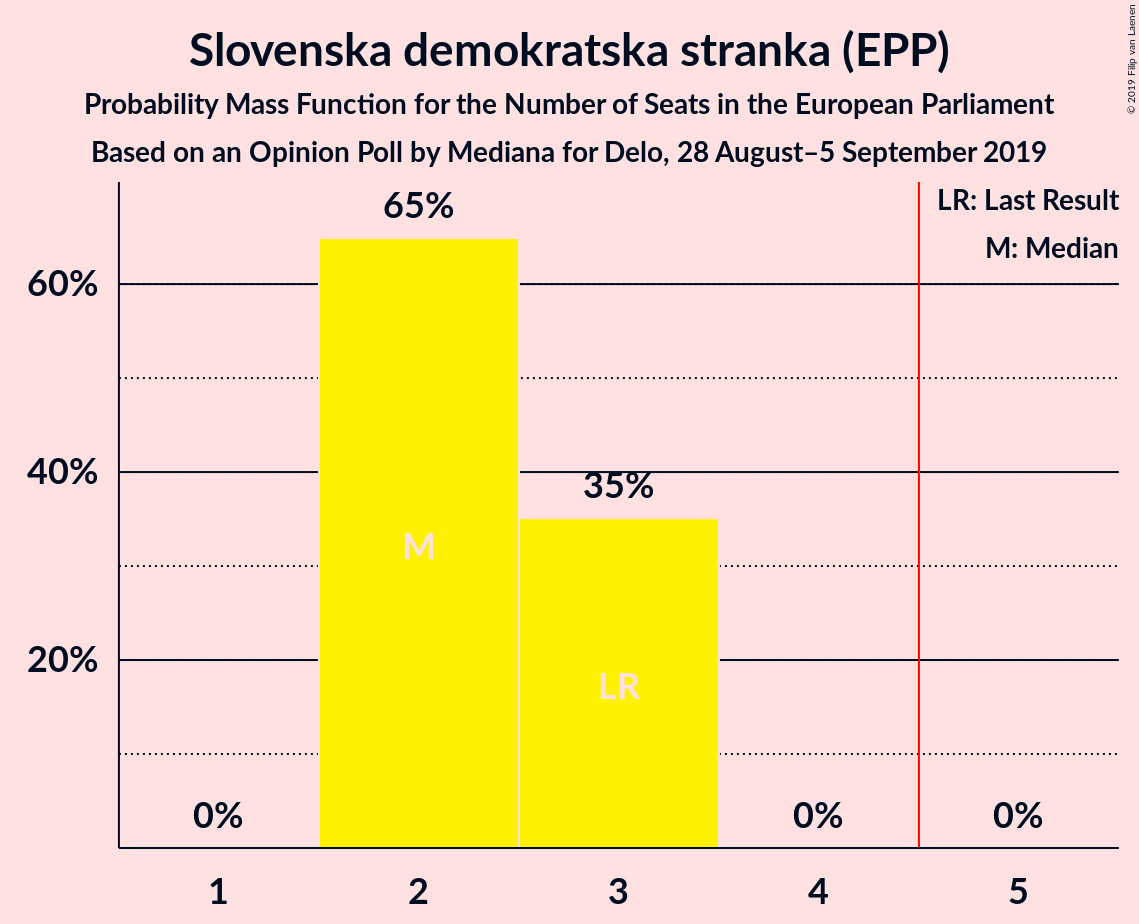 Slovenska demokratska stranka (EPP)
Probability Mass Function for the Number of Seats in the European Parliament
Based on an Opinion Poll by Mediana for Delo, 28 August–5 September 2019
© 2019 Filip van Laenen
LR: Last Result
M: Median
65%
60%
40%
35%
M
20%
LR
0%
0%
0%
1
2
3
4
5